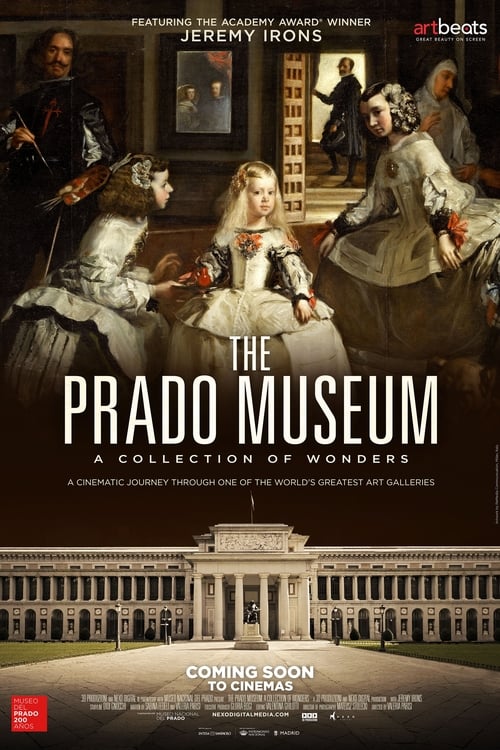 FEATURING THE ACADEMY AWARD® WINNER
JEREMY IRONS
artbeats
GREAT BEAUTY ON SCREEN
THE
PRADO MUSEUM
A COLLECTION OF WONDERS
A CINEMATIC JOURNEY THROUGH ONE OF THE WORLD'S GREATEST ART GALLERIES
COMING SOON
TO CINEMAS
MUSEO
DEL
PRADO
200
AÑOS
NEXODIGITALMEDIA.COM
MUSEO NACIONAL
DEL PRADO
MADRID